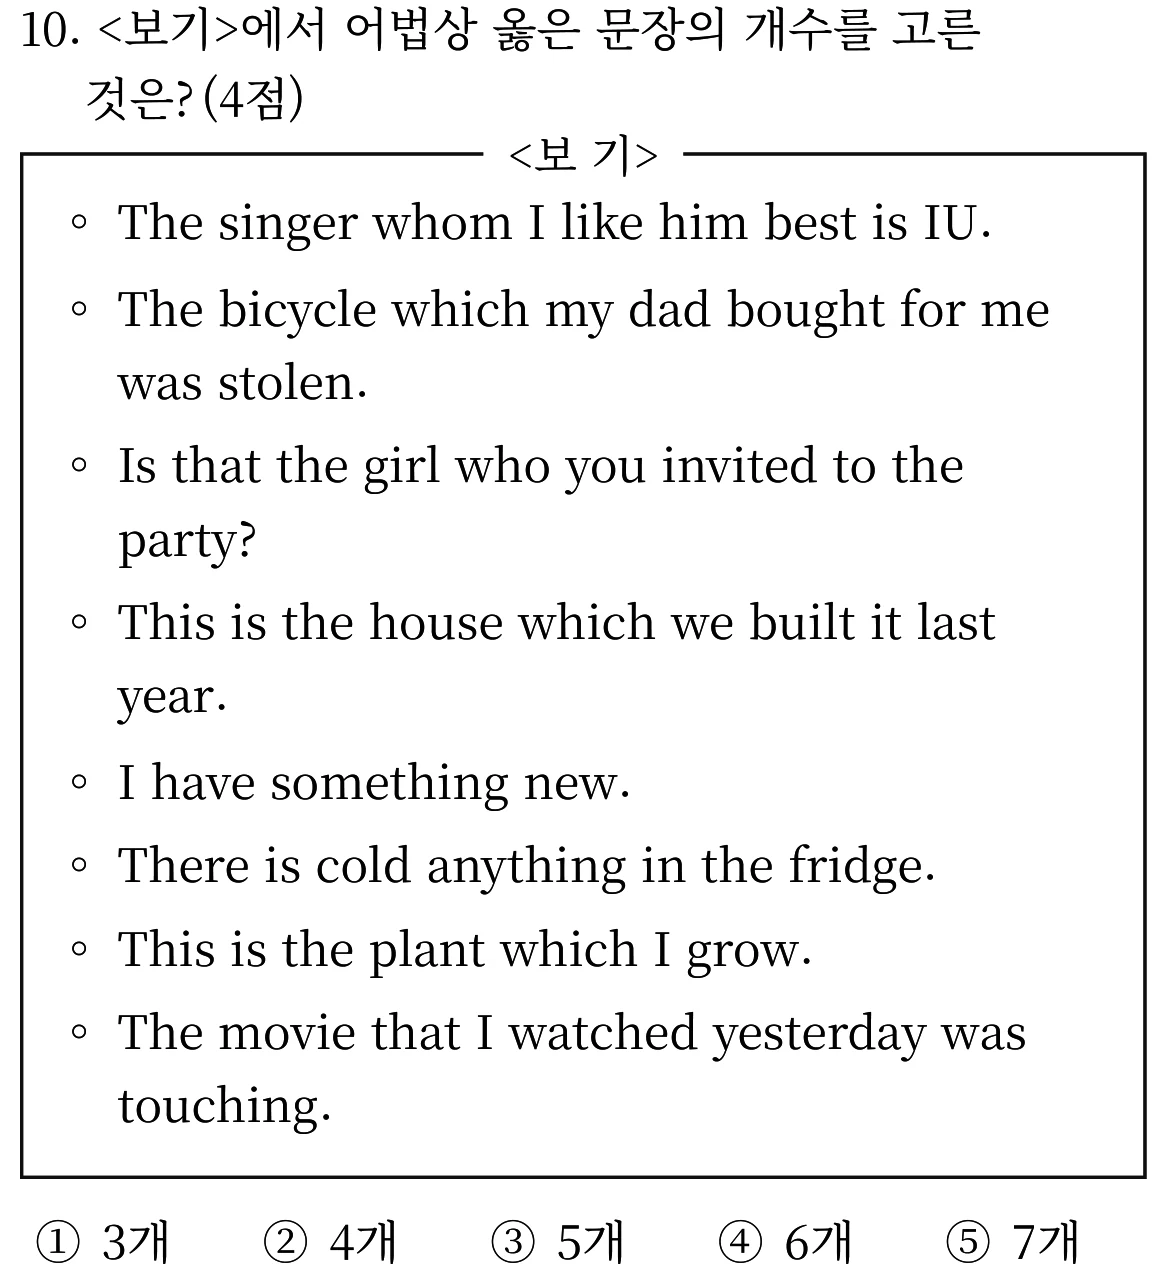 10. <보기>에서 어법상 옳은 문장의 개수를 고른
것은?(4점)
<보 기>
◦ The singer whom I like him best is IU.
◦ The bicycle which my dad bought for me
was stolen.
◦ Is that the girl who you invited to the
party?
◦ This is the house which we built it last
year.
◦ I have something new.
◦ There is cold anything in the fridge.
◦ This is the plant which I grow.
◦ The movie that I watched yesterday was
touching.
① 3개 ② 4개 ③ 5개 ④ 6개 ⑤ 7개